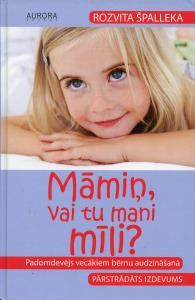 AURORA
ROZVITA ŠPALLEKA
Māmiņ,
vai tu mani
mīli?
Padomdevējs vecākiem bērnu audzināšanā
PĀRSTRĀDĀTS IZDEVUMS